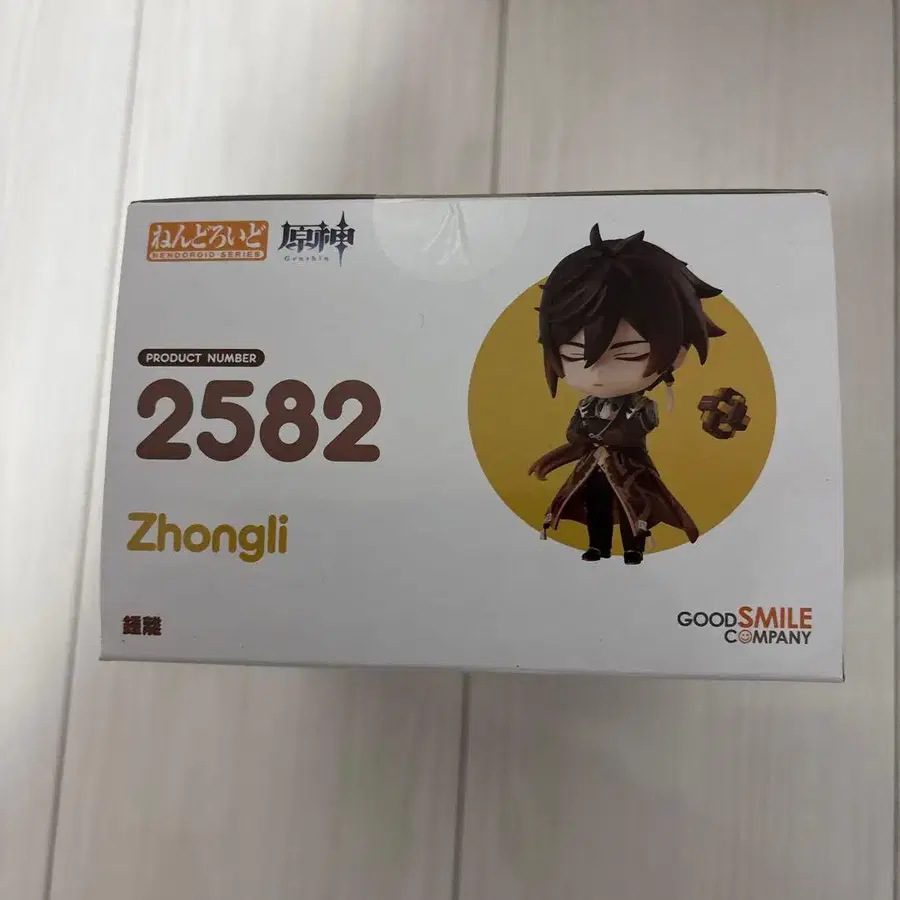 ねんどろいど
NENDOROID SERIES
原神
Genshin
PRODUCT NUMBER
2582
Zhongli
鍾離
GOOD SMILE
COMPANY